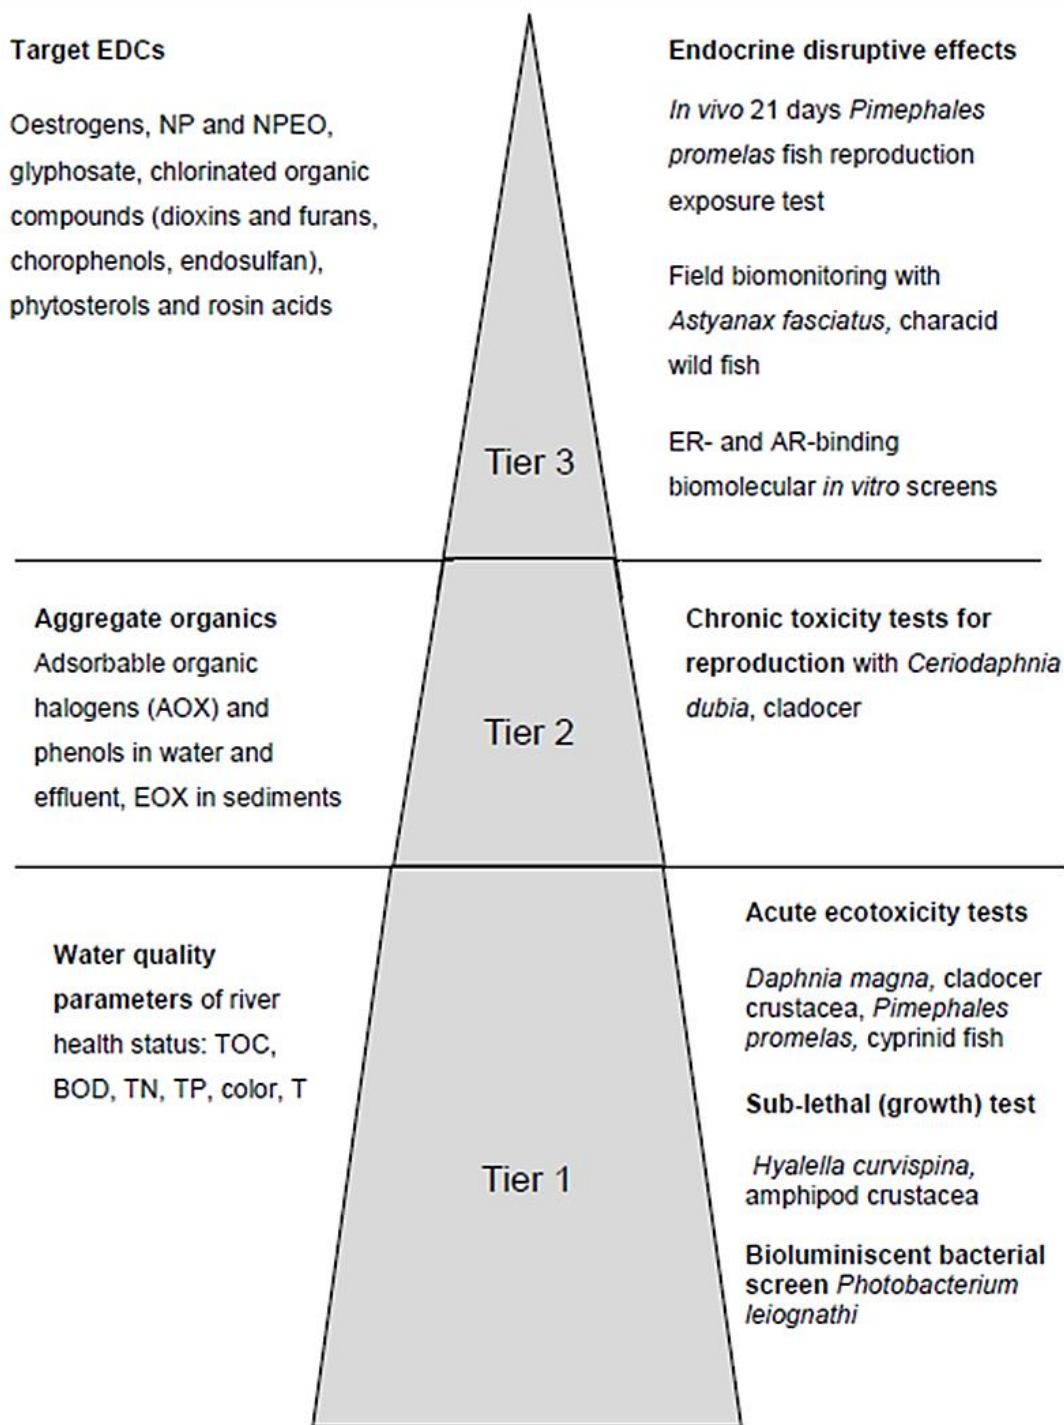 Target EDCs
Oestrogens, NP and NPEO,
glyphosate, chlorinated organic
compounds (dioxins and furans,
chorophenols, endosulfan),
phytosterols and rosin acids
Endocrine disruptive effects
In vivo 21 days Pimephales
promelas fish reproduction
exposure test
Field biomonitoring with
Astyanax fasciatus, characid
wild fish
ER- and AR-binding
biomolecular in vitro screens
Tier 3
Aggregate organics
Adsorbable organic
halogens (AOX) and
phenols in water and
effluent, EOX in sediments
Tier 2
Chronic toxicity tests for
reproduction with Ceriodaphnia
dubia, cladocer
Water quality
parameters of river
health status: TOC,
BOD, TN, TP, color, T
Tier 1
Acute ecotoxicity tests
Daphnia magna, cladocer
crustacea, Pimephales
promelas, cyprinid fish
Sub-lethal (growth) test
Hyalella curvispina,
amphipod crustacea
Bioluminiscent bacterial
screen Photobacterium
leiognathi